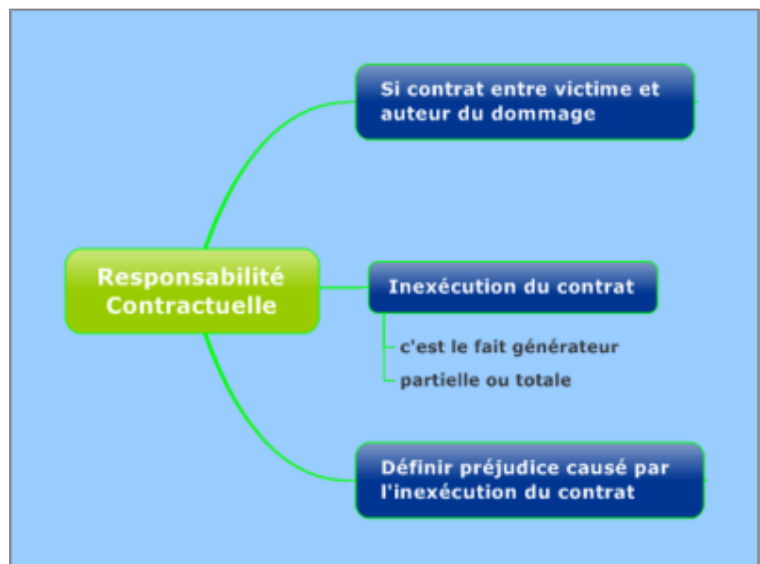 Si contrat entre victime et
auteur du dommage
Responsabilité
Contractuelle
Inexécution du contrat
c'est le fait générateur
partielle ou totale
Définir préjudice causé par
l'inexécution du contrat